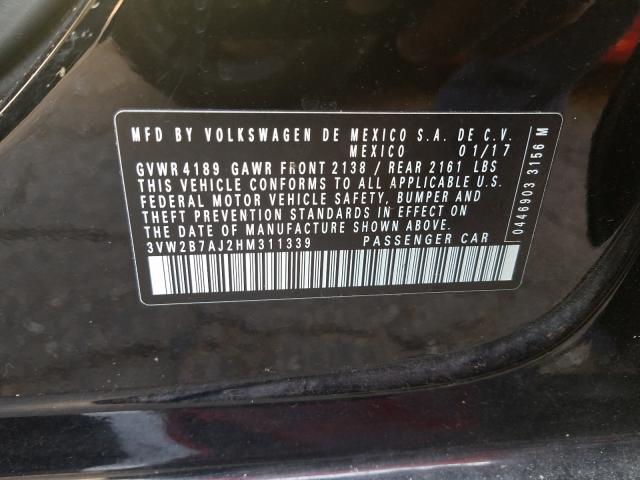 MFD BY VOLKSWAGEN DE MEXICO S.A. DE C.V.
MEXICO 01/17
GVWR 4189 GAWR FRONT 2138 / REAR 2161 LBS
THIS VEHICLE CONFORMS TO ALL APPLICABLE U.S.
FEDERAL MOTOR VEHICLE SAFETY, BUMPER AND
THEFT PREVENTION STANDARDS IN EFFECT ON
THE DATE OF MANUFACTURE SHOWN ABOVE.
3VW2B7AJ2HM311339 PASSENGER CAR
0446903 3156 M